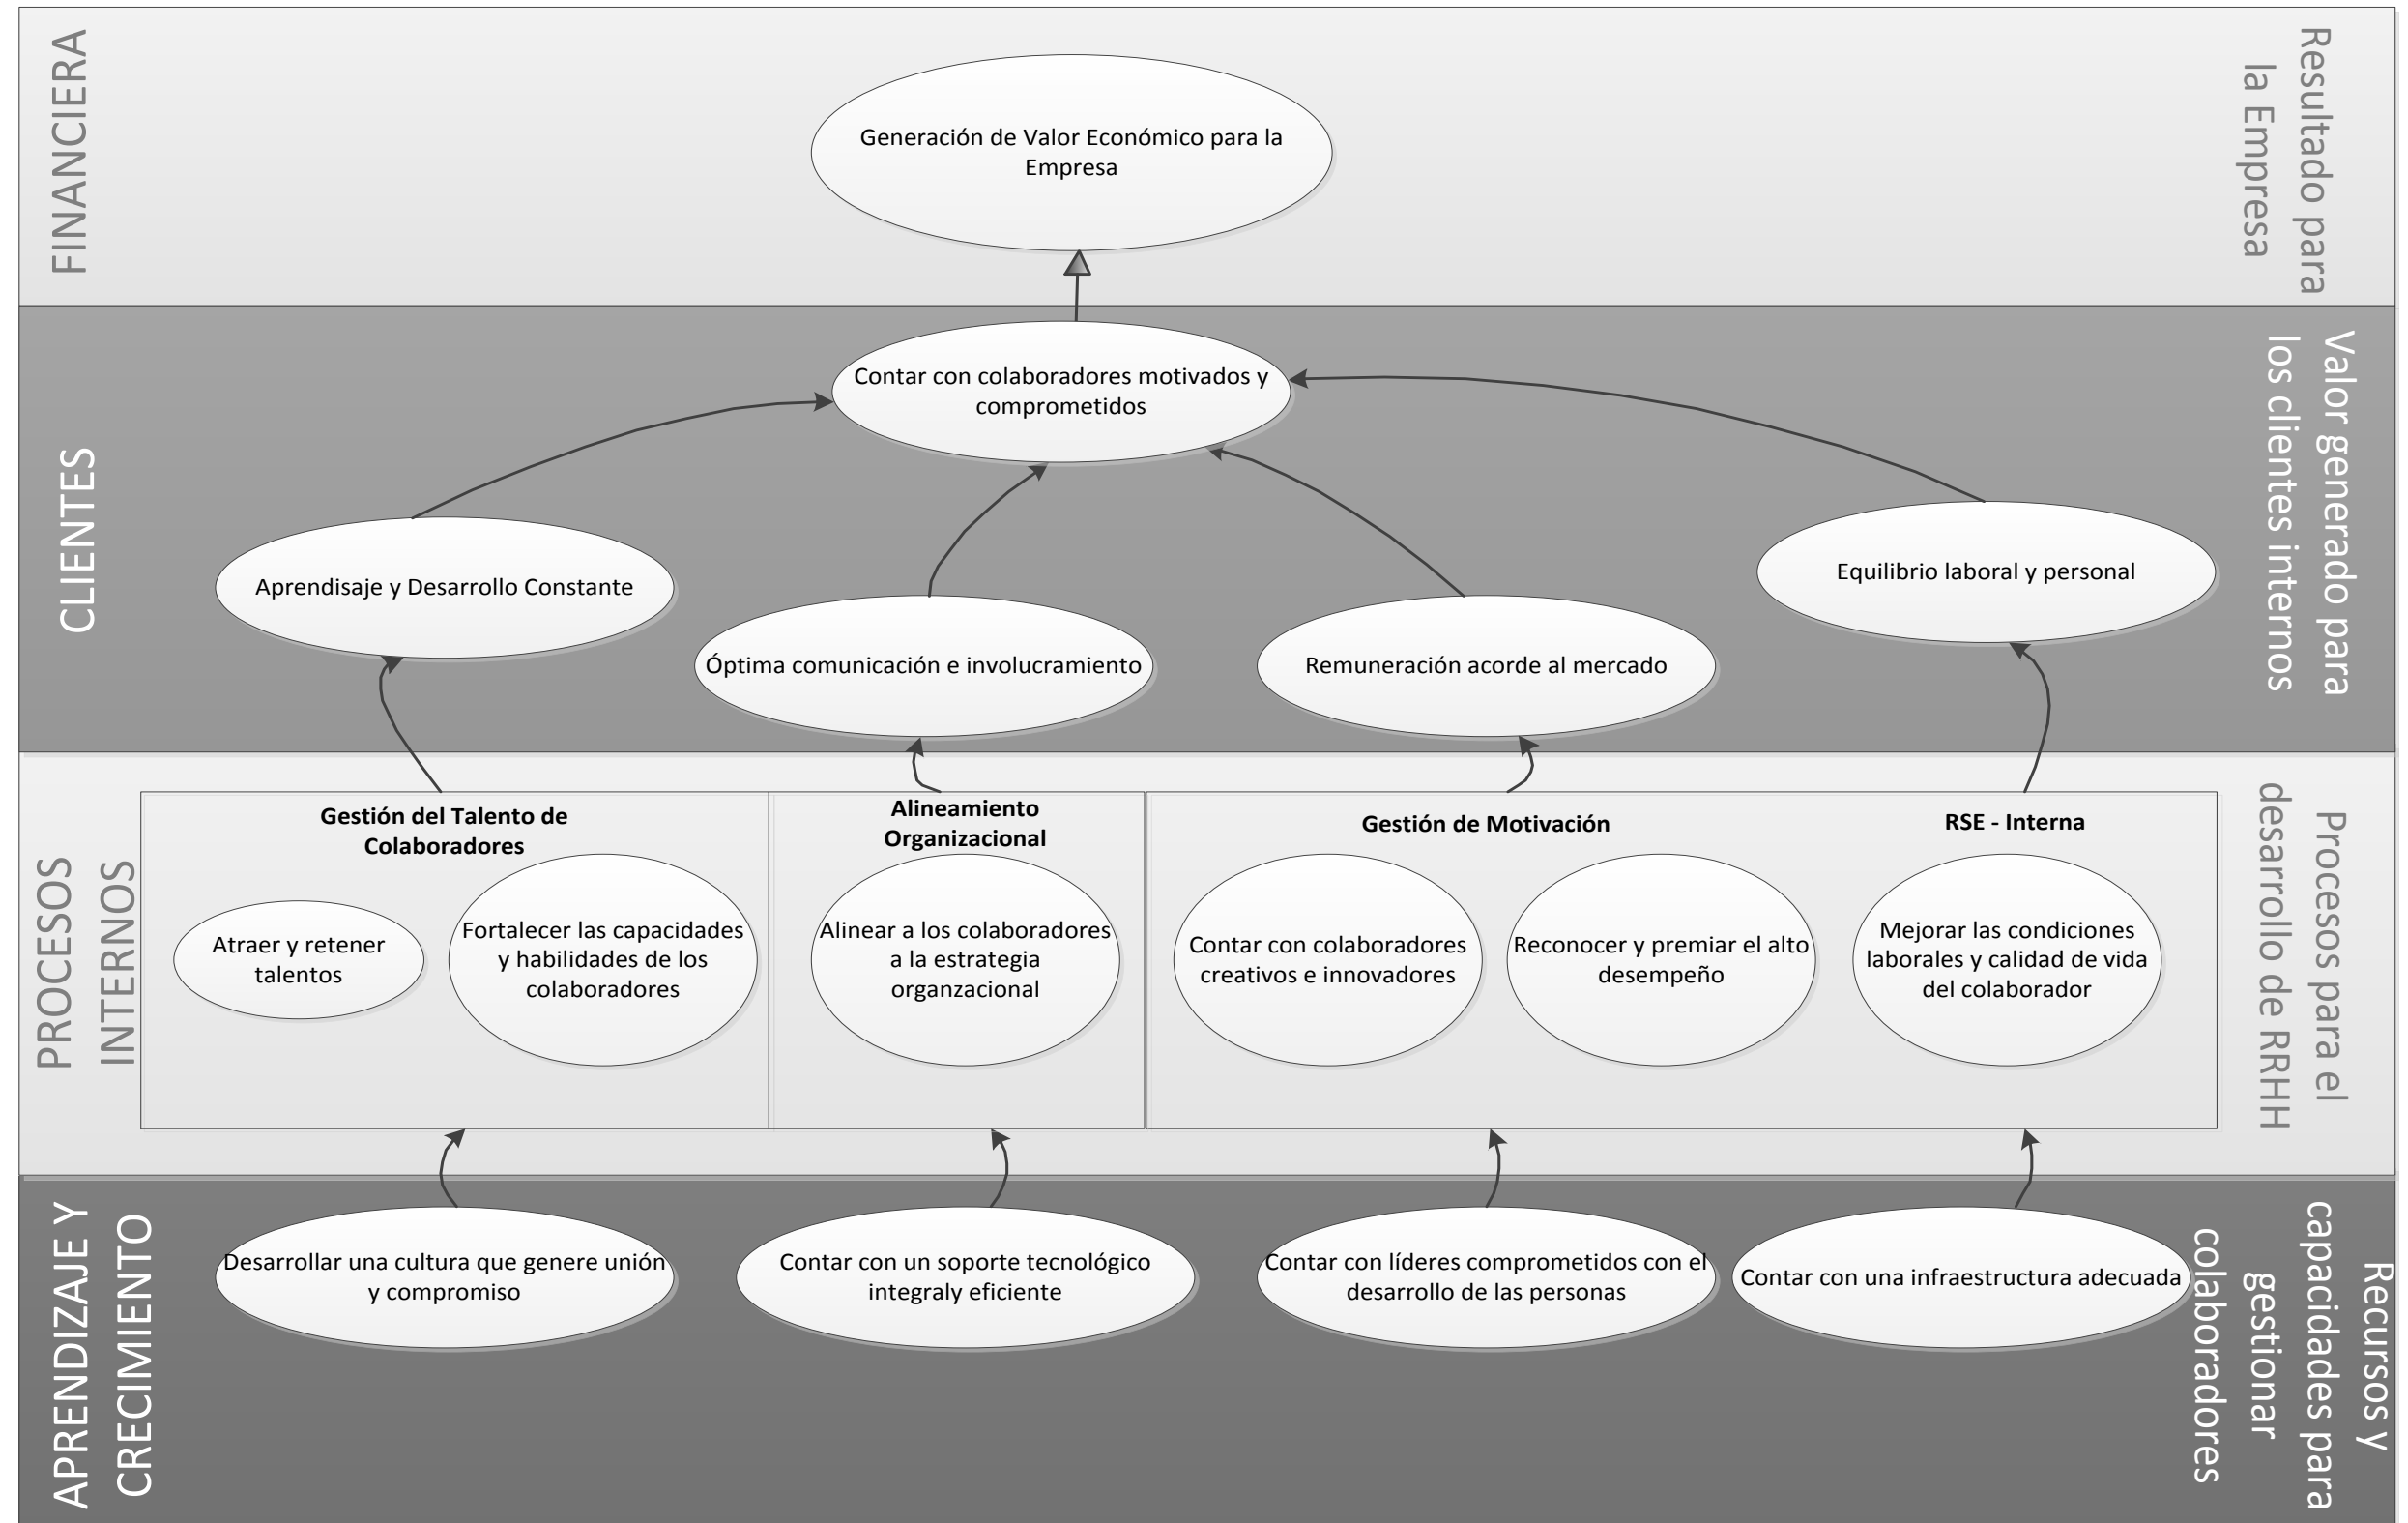 FINANCIERA
Generación de Valor Económico para la
Empresa
Resultado para
la Empresa
CLIENTES
Contar con colaboradores motivados y
comprometidos
Aprendisaje y Desarrollo Constante
Óptima comunicación e involucramiento
Remuneración acorde al mercado
Equilibrio laboral y personal
Valor generado para
los clientes internos
PROCESOS
INTERNOS
Gestión del Talento de
Colaboradores
Atraer y retener
talentos
Fortalecer las capacidades
y habilidades de los
colaboradores
Alineamiento
Organizacional
Alinear a los colaboradores
a la estrategia
organzacional
Gestión de Motivación
Contar con colaboradores
creativos e innovadores
Reconocer y premiar el alto
desempeño
RSE - Interna
Mejorar las condiciones
laborales y calidad de vida
del colaborador
Procesos para el
desarrollo de RRHH
APRENDIZAJE Y
CRECIMIENTO
Desarrollar una cultura que genere unión
y compromiso
Contar con un soporte tecnológico
integraly eficiente
Contar con líderes comprometidos con el
desarrollo de las personas
Contar con una infraestructura adecuada
Recursos y
capacidades para
gestionar
colaboradores